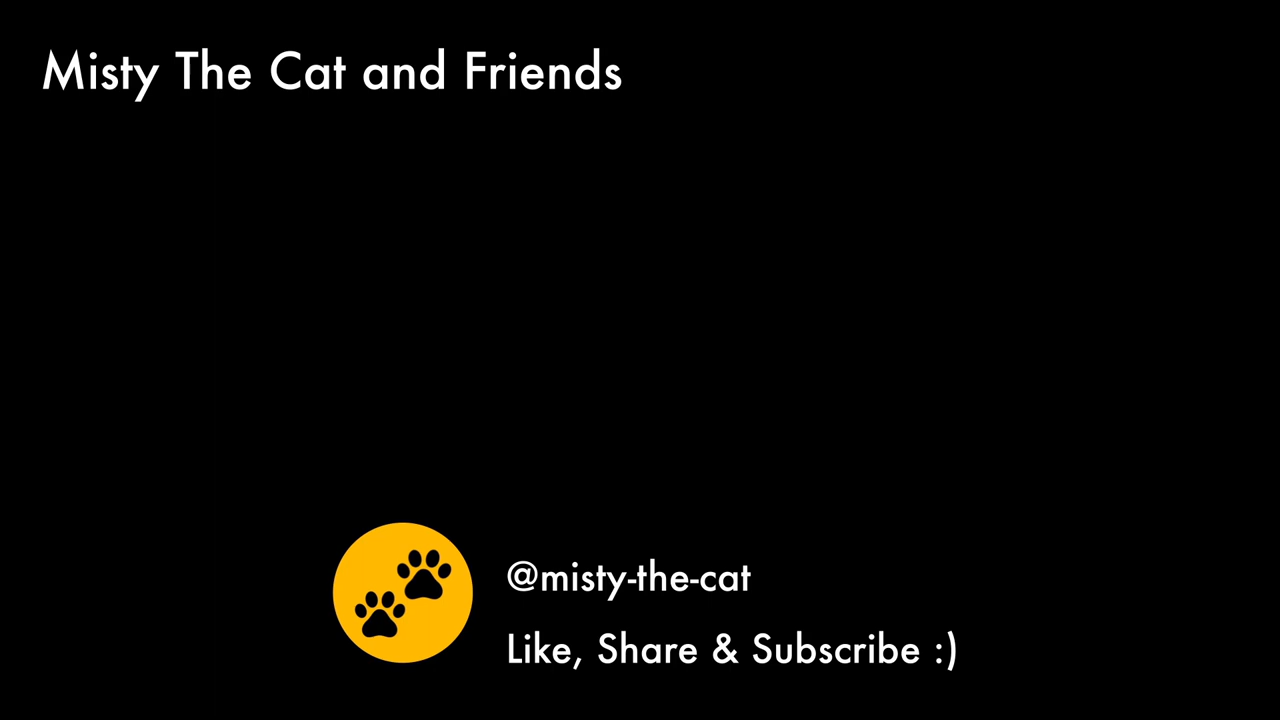 Misty The Cat and Friends
@misty-the-cat
Like, Share & Subscribe :)